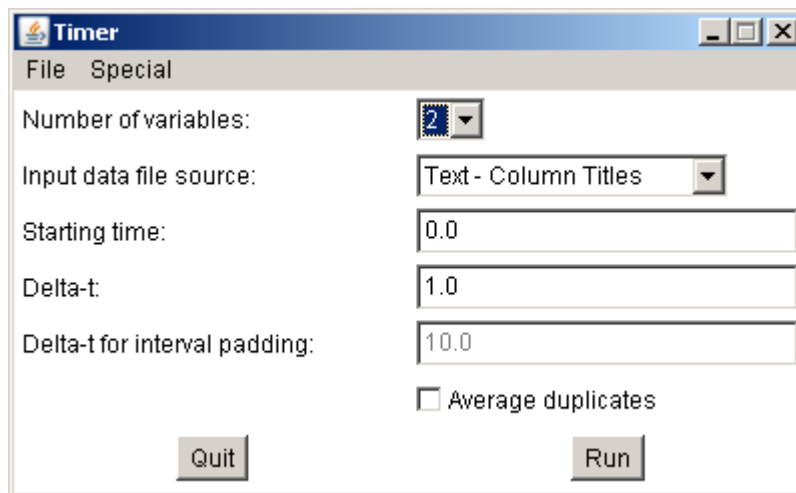 Timer
File Special
Number of variables: 2
Input data file source: Text - Column Titles
Starting time: 0.0
Delta-t: 1.0
Delta-t for interval padding: 10.0
Average duplicates
Quit Run